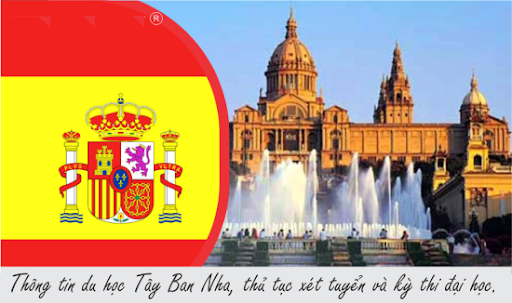 ®
Thông tin du học Tây Ban Nha, thủ tục xét tuyển và kỳ thi đại học.